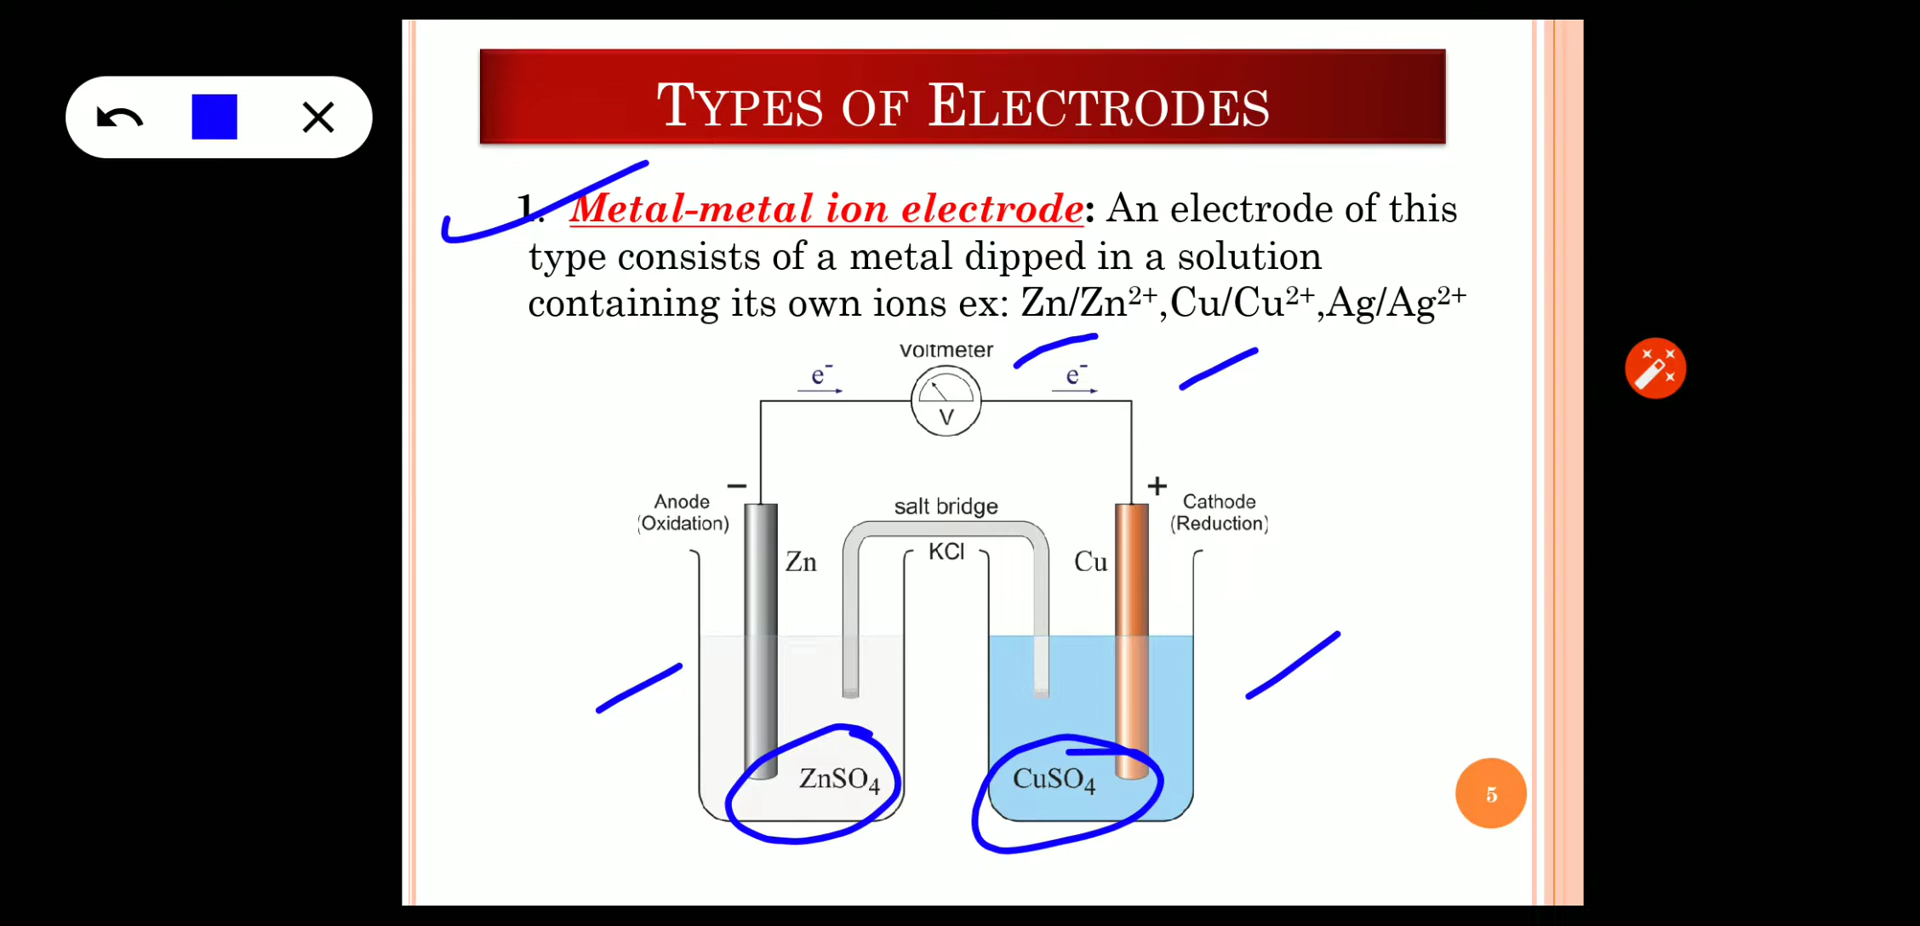 TYPES OF ELECTRODES
1. Metal-metal ion electrode: An electrode of this
type consists of a metal dipped in a solution
containing its own ions ex: Zn/Zn²⁺,Cu/Cu²⁺,Ag/Ag²⁺
Voltmeter
e⁻ e⁻
V
− +
Anode
(Oxidation)
salt bridge
Cathode
(Reduction)
Zn
KCl
Cu
ZnSO₄
CuSO₄
5